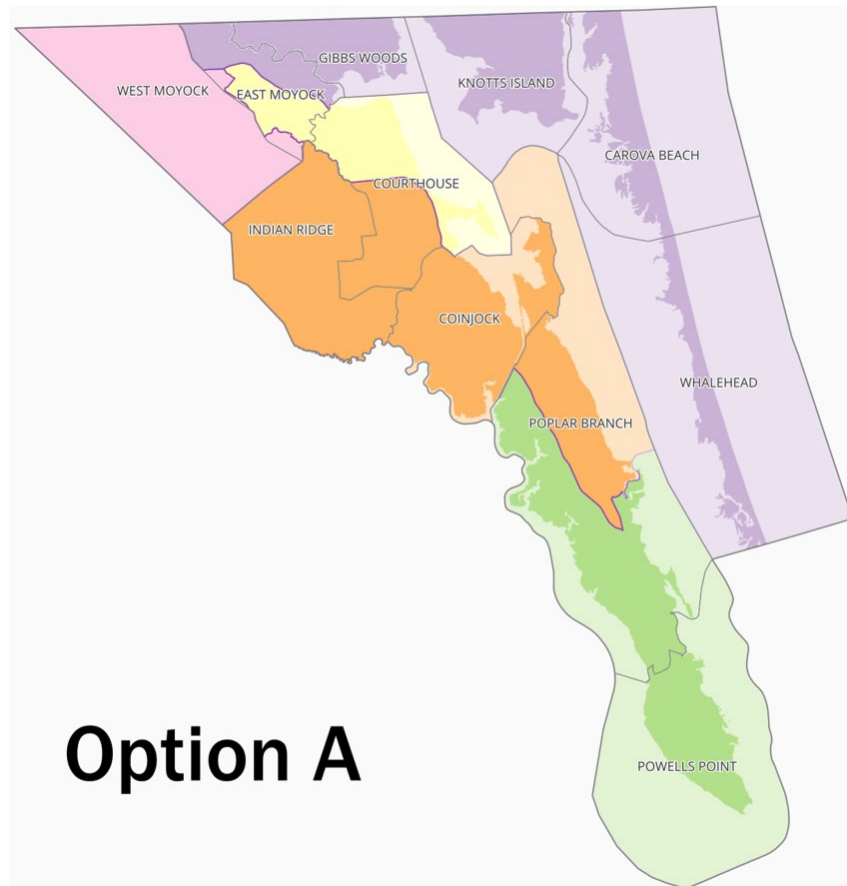 GIBBS WOODS
KNOTTS ISLAND
WEST MOYOCK
EAST MOYOCK
CAROVA BEACH
COURTHOUSE
INDIAN RIDGE
COINJOCK
WHALEHEAD
POPLAR BRANCH
Option A
POWELLS POINT